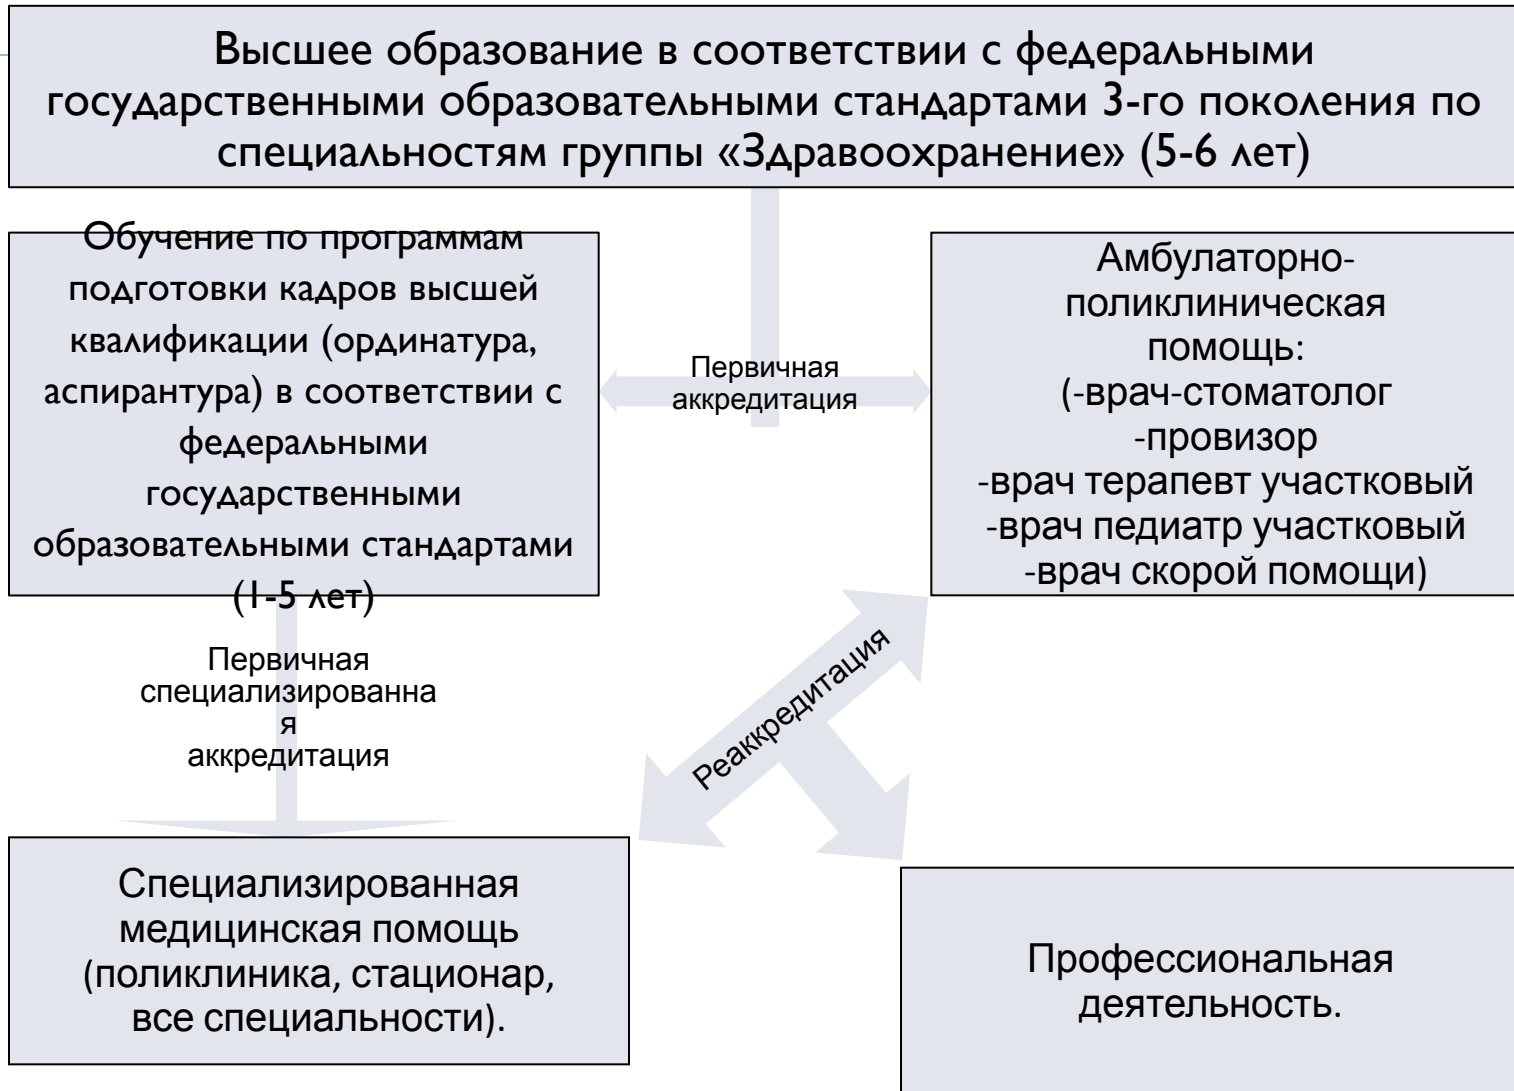 Высшее образование в соответствии с федеральными
государственными образовательными стандартами 3-го поколения по
специальностям группы «Здравоохранение» (5-6 лет)
Обучение по программам
подготовки кадров высшей
квалификации (ординатура,
аспирантура) в соответствии с
федеральными
государственными
образовательными стандартами
(1-5 лет)
Первичная
аккредитация
Амбулаторно-
поликлиническая
помощь:
(-врач-стоматолог
-провизор
-врач терапевт участковый
-врач педиатр участковый
-врач скорой помощи)
Первичная
специализированна
я
аккредитация
Реаккредитация
Специализированная
медицинская помощь
(поликлиника, стационар,
все специальности).
Профессиональная
деятельность.